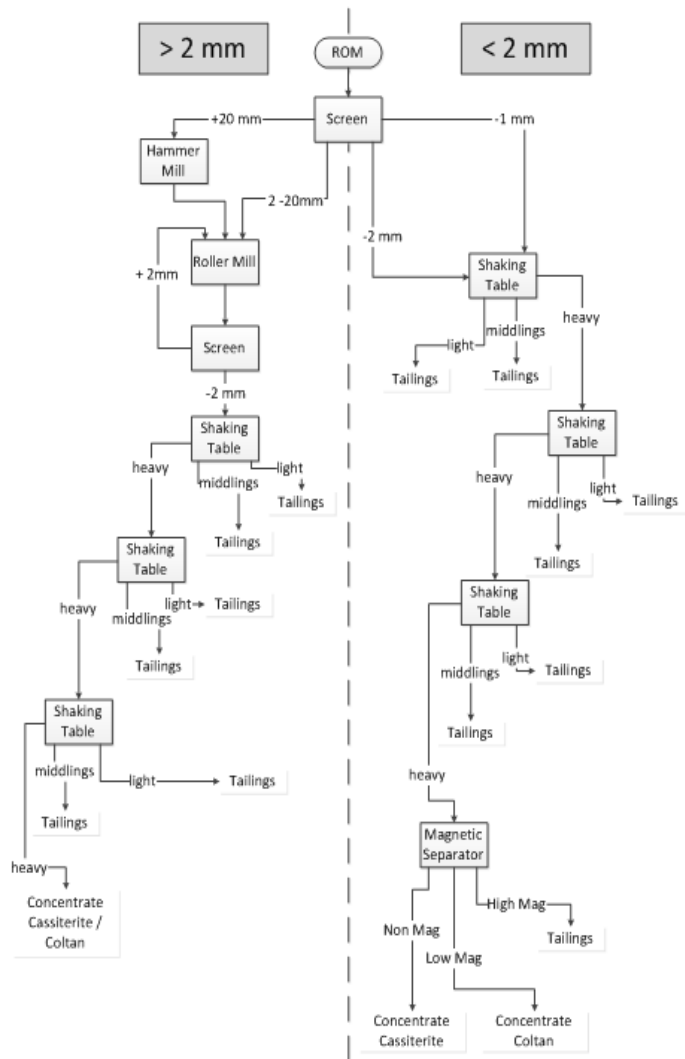 > 2 mm
ROM
< 2 mm
+20 mm
Screen
-1 mm
Hammer
Mill
2 -20mm
-2 mm
Roller Mill
+ 2mm
Screen
-2 mm
Shaking
Table
heavy
middlings
light
Tailings
Tailings
Shaking
Table
heavy
middlings
light
Tailings
Tailings
Shaking
Table
middlings
light
Tailings
Tailings
heavy
Concentrate
Cassiterite /
Coltan
Shaking
Table
light
middlings
heavy
Tailings
Tailings
Shaking
Table
heavy
middlings
light
Tailings
Tailings
Shaking
Table
middlings
light
Tailings
Tailings
heavy
Magnetic
Separator
Non Mag
Low Mag
High Mag
Tailings
Concentrate
Cassiterite
Concentrate
Coltan